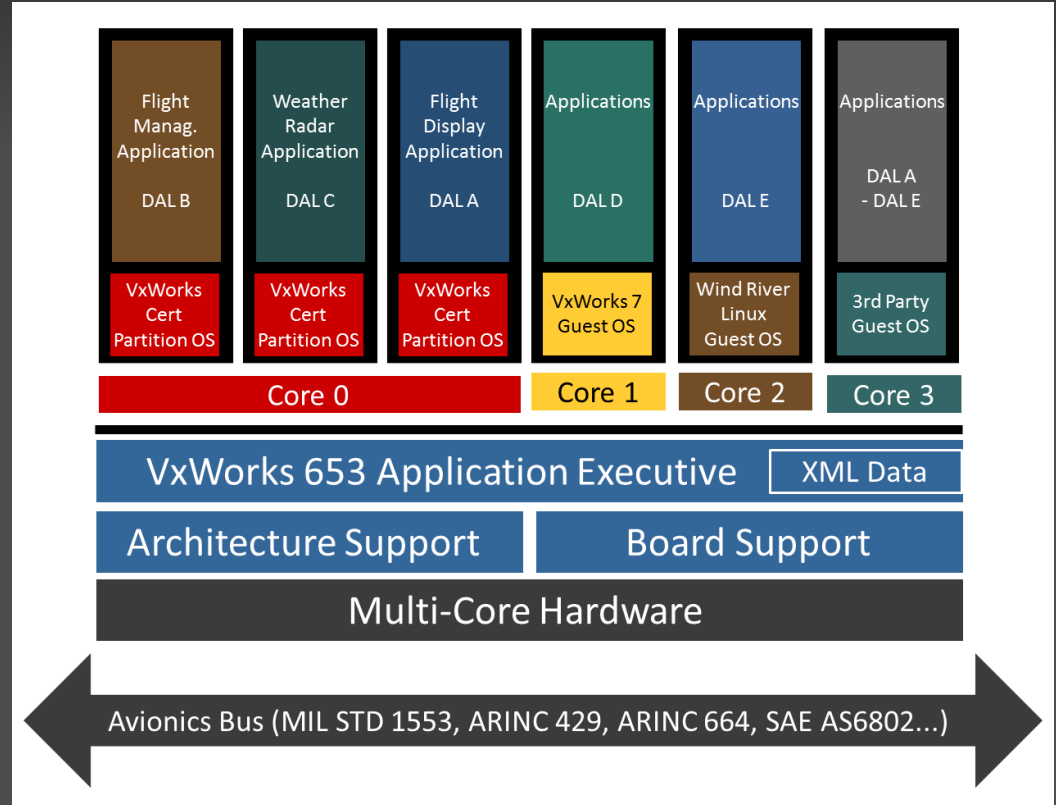 Flight
Manag.
Application
DAL B
Weather
Radar
Application
DAL C
Flight
Display
Application
DAL A
Applications
DAL D
Applications
DAL E
Applications
DAL A
- DAL E
VxWorks
Cert
Partition OS
VxWorks
Cert
Partition OS
VxWorks
Cert
Partition OS
VxWorks 7
Guest OS
Wind River
Linux
Guest OS
3rd Party
Guest OS
Core 0
Core 1
Core 2
Core 3
VxWorks 653 Application Executive
XML Data
Architecture Support
Board Support
Multi-Core Hardware
Avionics Bus (MIL STD 1553, ARINC 429, ARINC 664, SAE AS6802...)